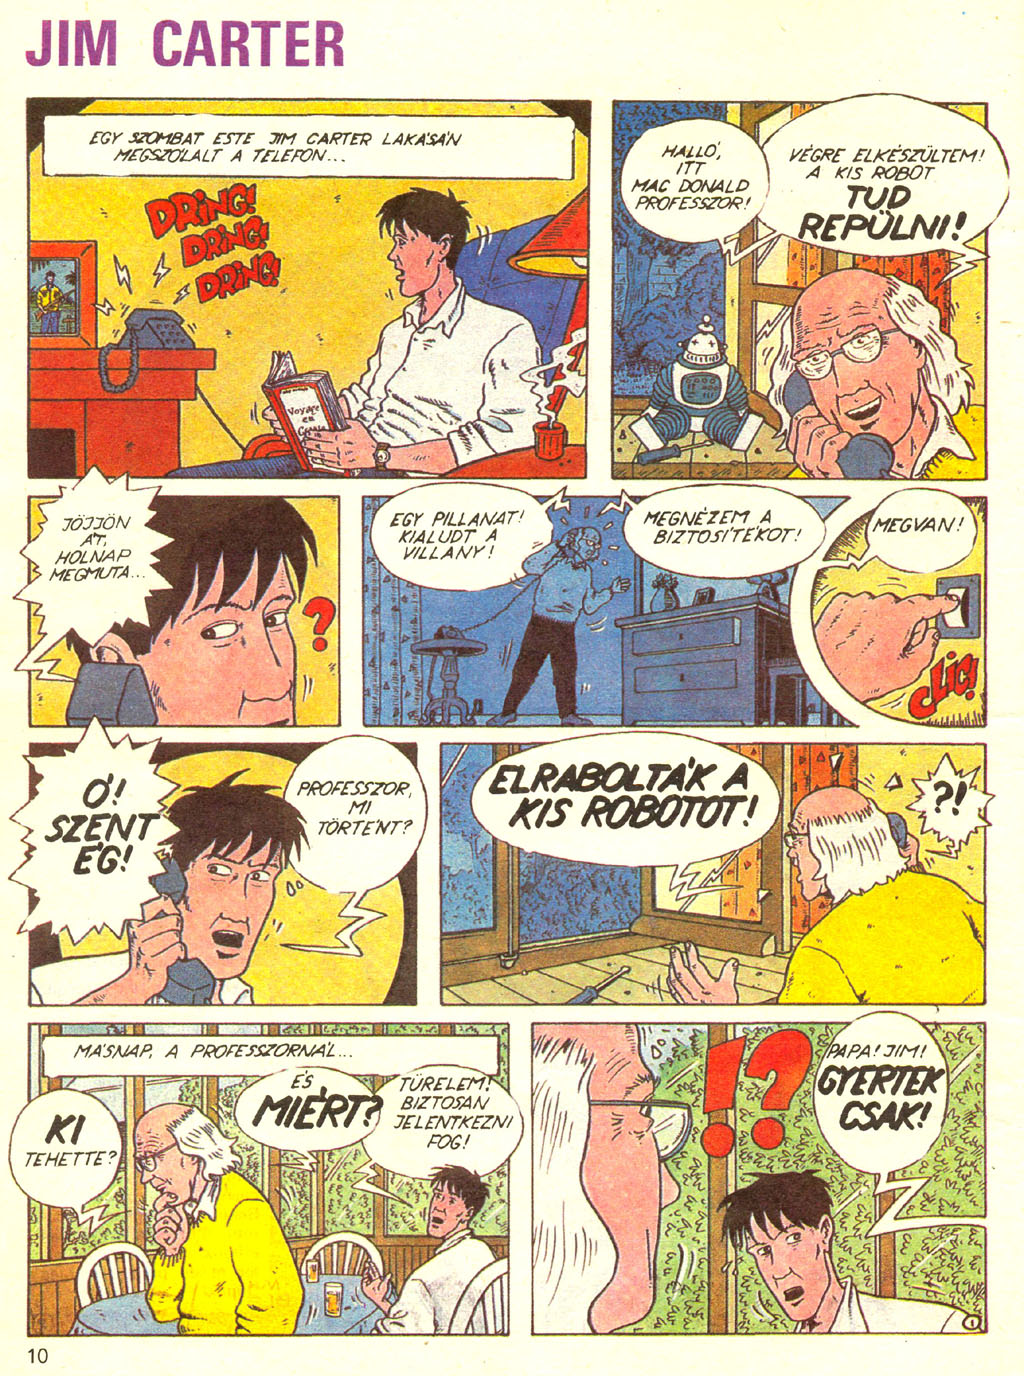 JIM CARTER
EGY SZOMBAT ESTE JIM CARTER LAKÁSÁN
MEGSZÓLALT A TELEFON...
DRING!
DRING!
DRING!
Voyage
en
HALLÓ,
ITT
MAC DONALD
PROFESSZOR!
VÉGRE ELKÉSZÜLTEM!
A KIS ROBOT
TUD
REPÜLNI!
JÖJJÖN
ÁT,
HOLNAP
MEGMUTA...
?
EGY PILLANAT!
KIALUDT A
VILLANY!
MEGNÉZEM A
BIZTOSÍTÉKOT!
MEGVAN!
CLIC!
Ó!
SZENT
ÉG!
PROFESSZOR,
MI
TÖRTÉNT?
ELRABOLTÁK A
KIS ROBOTOT!
?!
MÁSNAP, A PROFESSZORNÁL...
KI
TEHETTE?
ÉS
MIÉRT?
TÜRELEM!
BIZTOSAN
JELENTKEZNI
FOG!
!?
PAPA! JIM!
GYERTEK
CSAK!
1
10